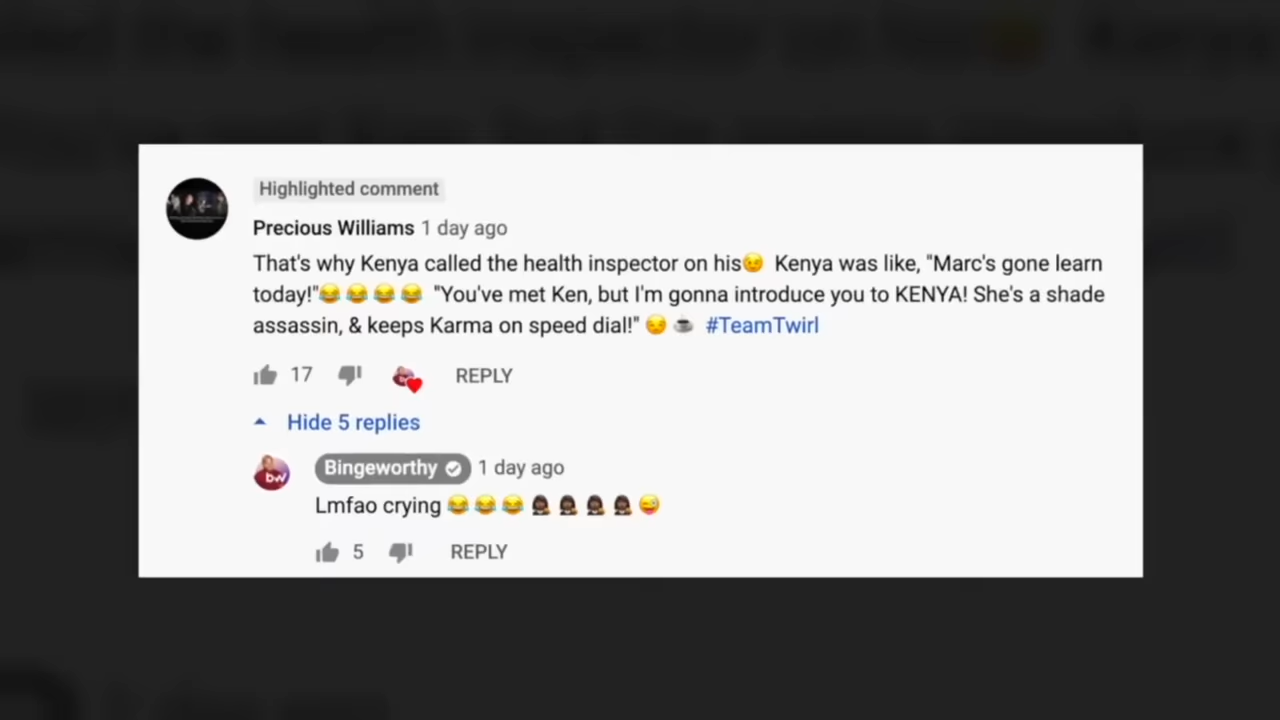 Highlighted comment
Precious Williams 1 day ago
That's why Kenya called the health inspector on his😉 Kenya was like, "Marc's gone learn
today!"😂😂😂😂 "You've met Ken, but I'm gonna introduce you to KENYA! She's a shade
assassin, & keeps Karma on speed dial!" 😏☕ #TeamTwirl
17 REPLY
Hide 5 replies
bw Bingeworthy 1 day ago
Lmfao crying 😂😂😂💁🏿‍♀️💁🏿‍♀️💁🏿‍♀️💁🏿‍♀️😜
5 REPLY